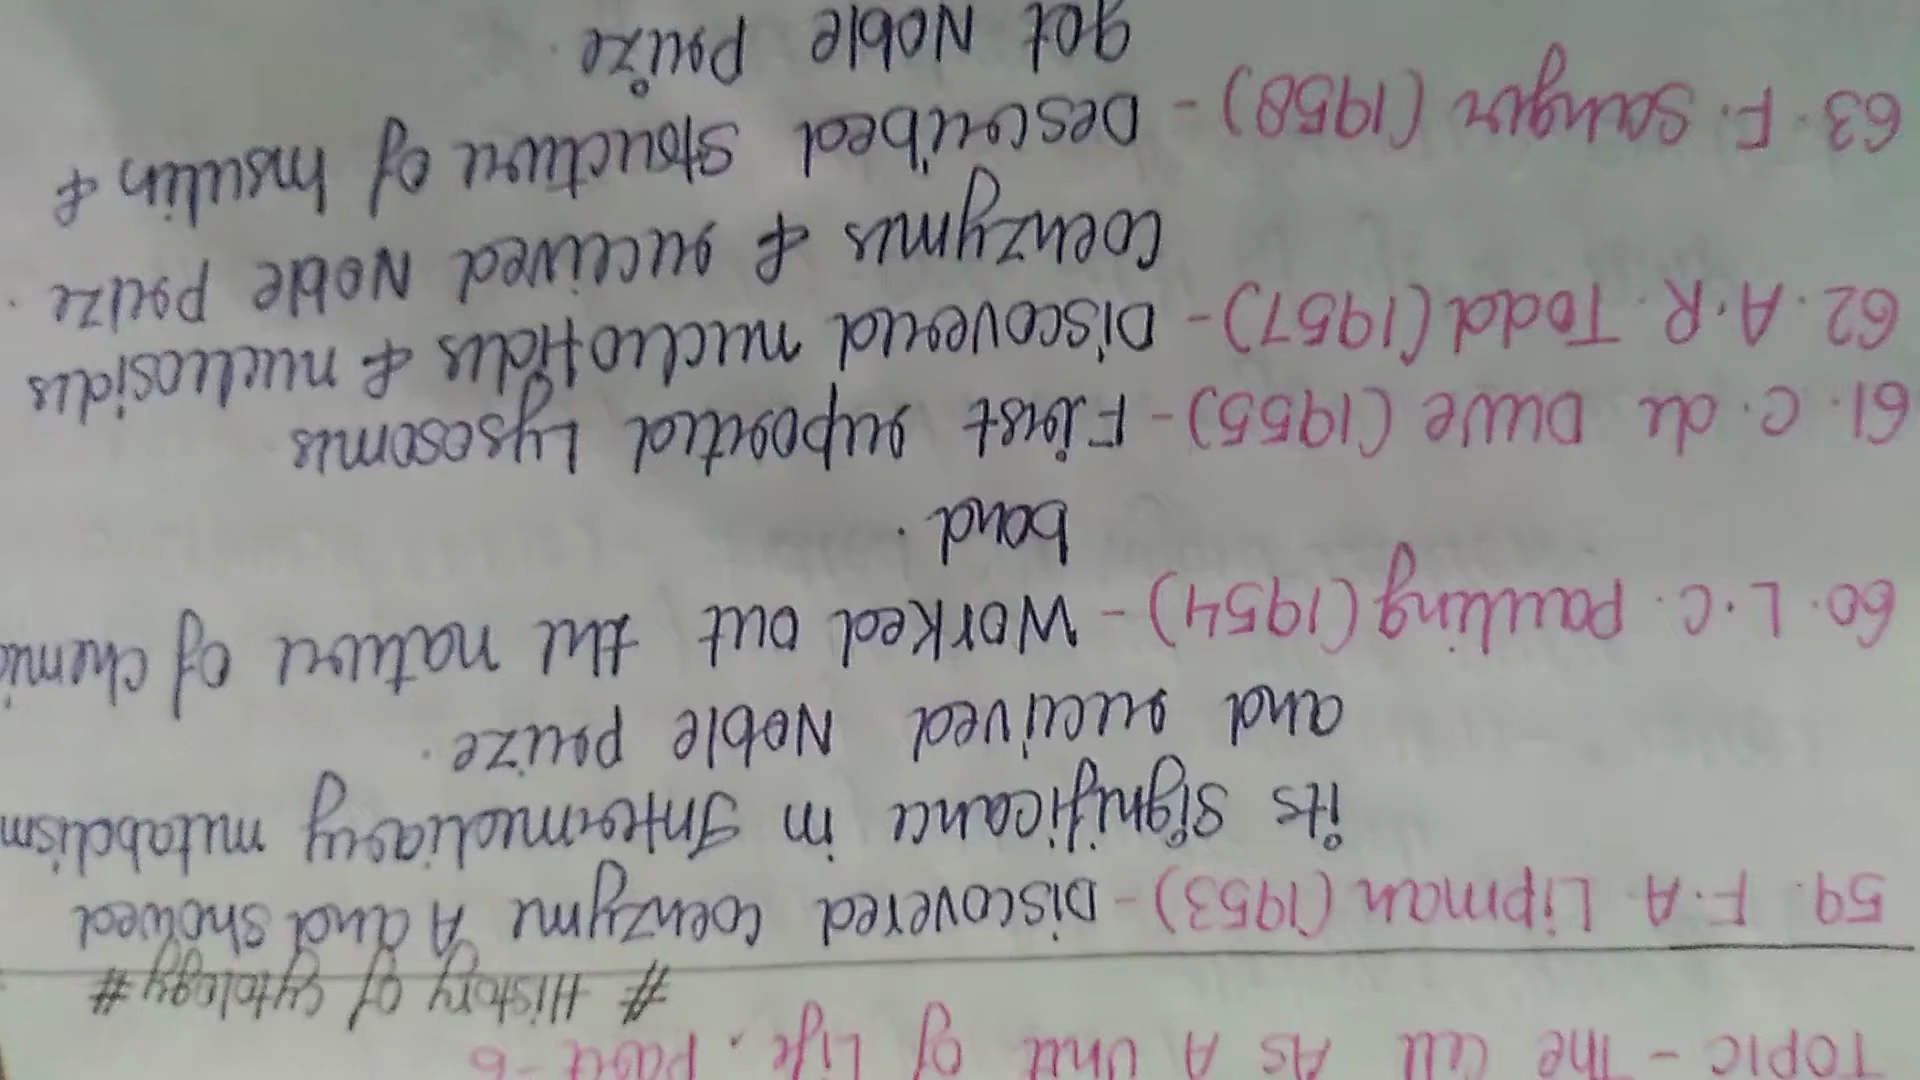 TOPIC - The Cell As A Unit of Life. Part-6
# History of cytology #
59. F.A. Lipman (1953) - Discovered coenzyme A and showed
its significance in Intermediary metabolism
and received Noble prize.
60. L.C. Pauling (1954) - Worked out the nature of chemic
bond.
61. C. de Duve (1955) - First reported Lysosomes
62. A.R. Todd (1957) - Discovered nucleotides & nucleosides
coenzymes & received Noble prize.
63. F. Sanger (1958) - Described structure of Insulin &
got Noble prize.